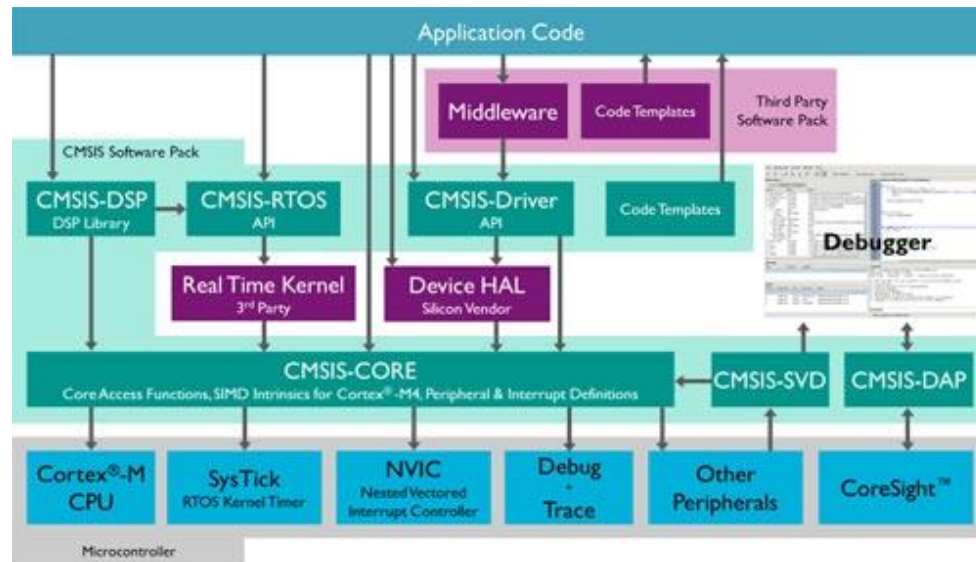 Application Code
Middleware
Code Templates
Third Party
Software Pack
CMSIS Software Pack
CMSIS-DSP
DSP Library
CMSIS-RTOS
API
CMSIS-Driver
API
Code Templates
Debugger
Real Time Kernel
3rd Party
Device HAL
Silicon Vendor
CMSIS-CORE
Core Access Functions, SIMD Intrinsics for Cortex®-M4, Peripheral & Interrupt Definitions
CMSIS-SVD
CMSIS-DAP
Cortex®-M
CPU
SysTick
RTOS Kernel Timer
NVIC
Nested Vectored
Interrupt Controller
Debug
·
Trace
Other
Peripherals
CoreSight™
Microcontroller